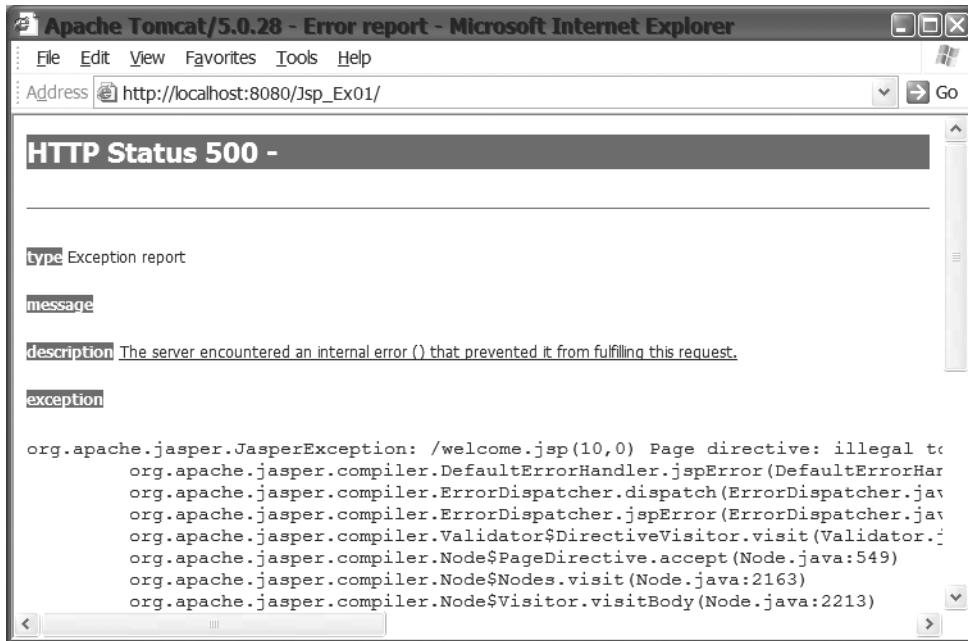 Apache Tomcat/5.0.28 - Error report - Microsoft Internet Explorer
File Edit View Favorites Tools Help
Address http://localhost:8080/Jsp_Ex01/ Go
HTTP Status 500 -
type Exception report
message
description The server encountered an internal error () that prevented it from fulfilling this request.
exception
org.apache.jasper.JasperException: /welcome.jsp(10,0) Page directive: illegal to
org.apache.jasper.compiler.DefaultErrorHandler.jspError(DefaultErrorHan
org.apache.jasper.compiler.ErrorDispatcher.dispatch(ErrorDispatcher.jav
org.apache.jasper.compiler.ErrorDispatcher.jspError(ErrorDispatcher.jav
org.apache.jasper.compiler.Validator$DirectiveVisitor.visit(Validator.j
org.apache.jasper.compiler.Node$PageDirective.accept(Node.java:549)
org.apache.jasper.compiler.Node$Nodes.visit(Node.java:2163)
org.apache.jasper.compiler.Node$Visitor.visitBody(Node.java:2213)